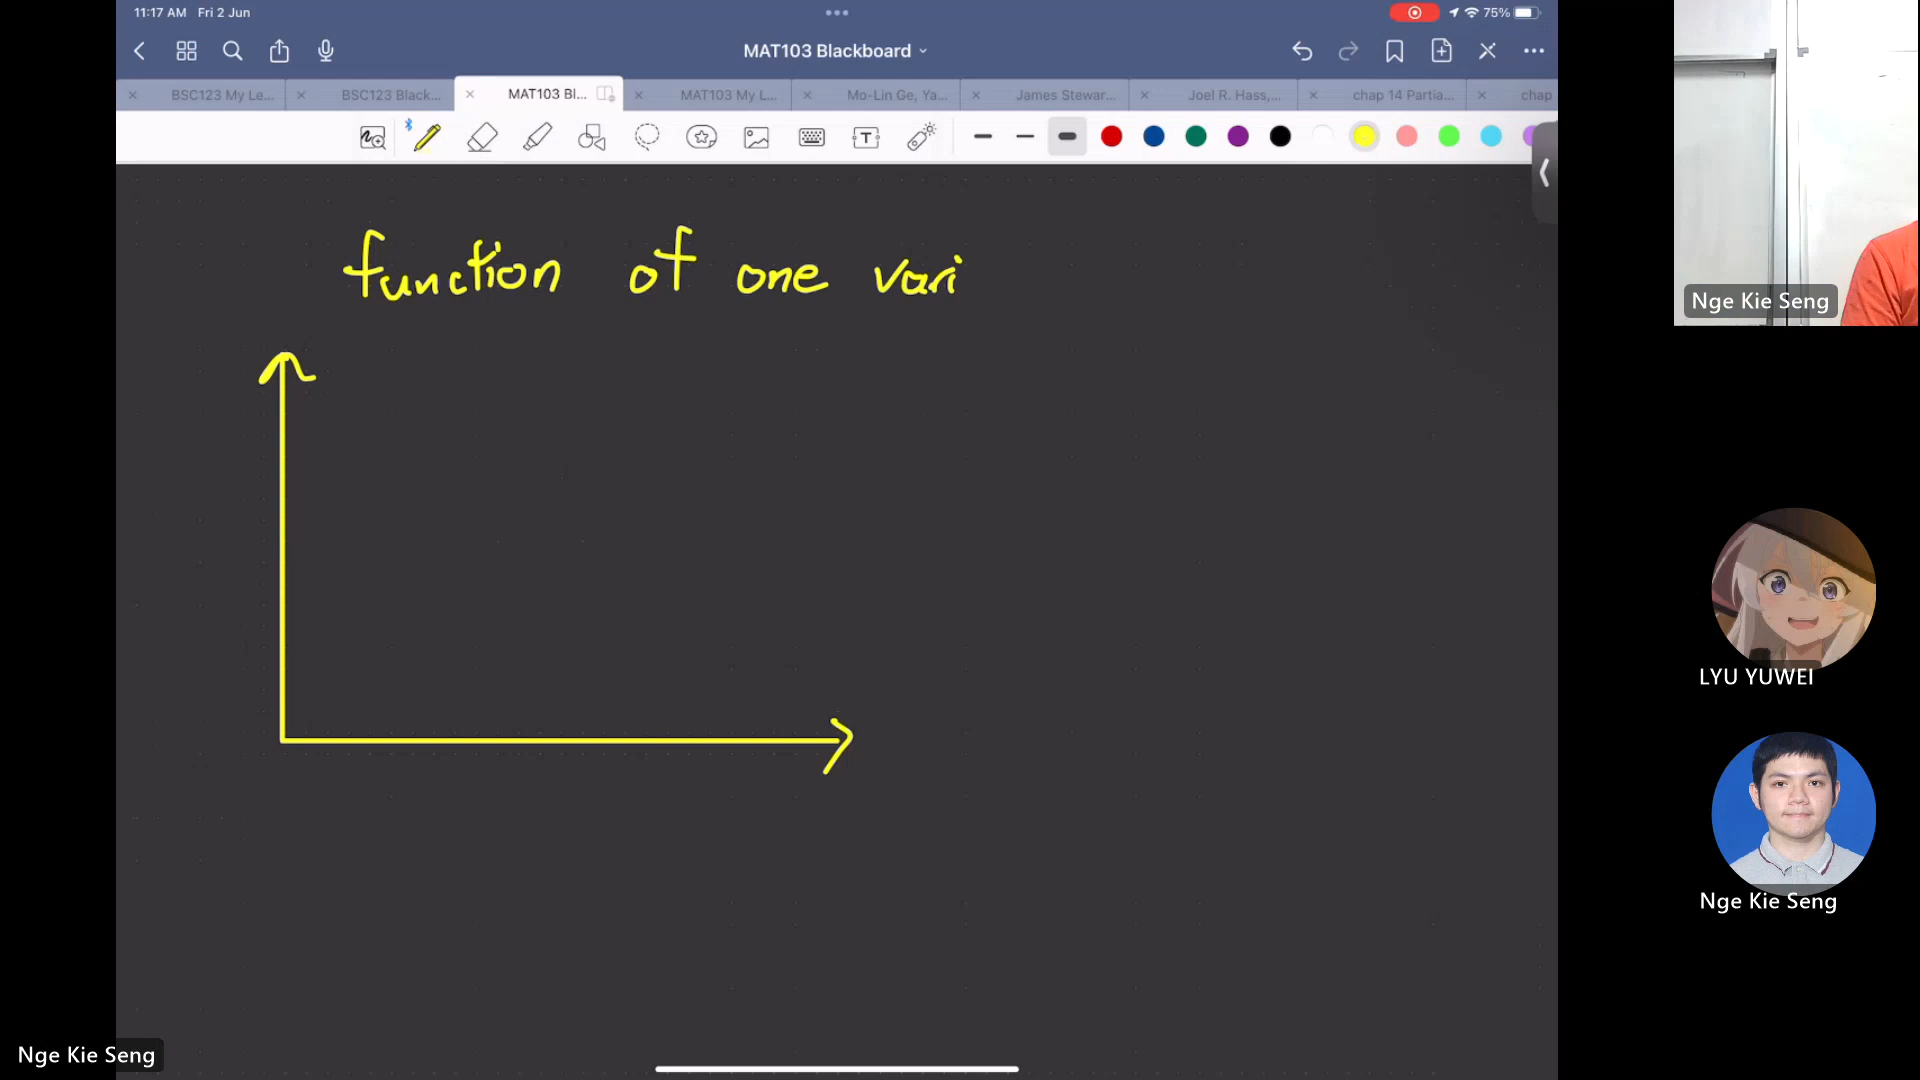 11:17 AM Fri 2 Jun
75%
MAT103 Blackboard
BSC123 My Le...
BSC123 Black...
MAT103 Bl...
MAT103 My L...
Mo-Lin Ge, Ya...
James Stewar...
Joel R. Hass,...
chap 14 Partia...
chap
function of one vari
Nge Kie Seng
LYU YUWEI
Nge Kie Seng
Nge Kie Seng